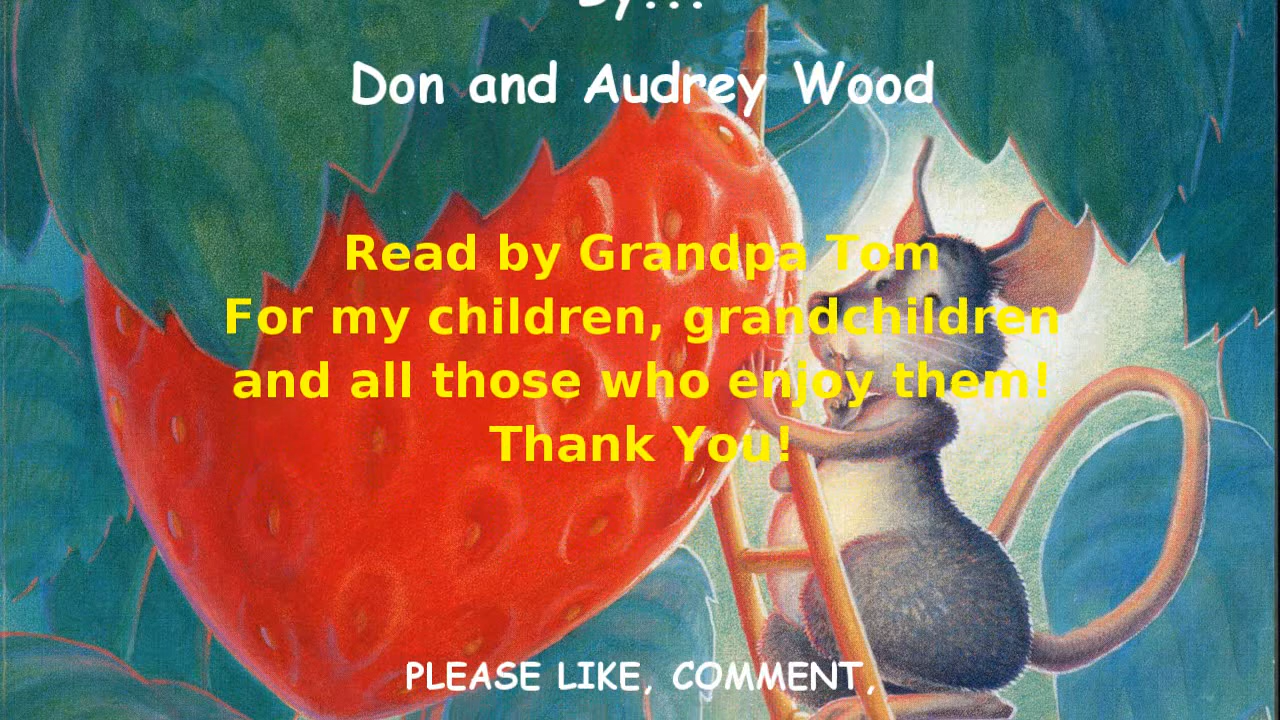 By...
Don and Audrey Wood
Read by Grandpa Tom
For my children, grandchildren
and all those who enjoy them!
Thank You!
PLEASE LIKE, COMMENT,